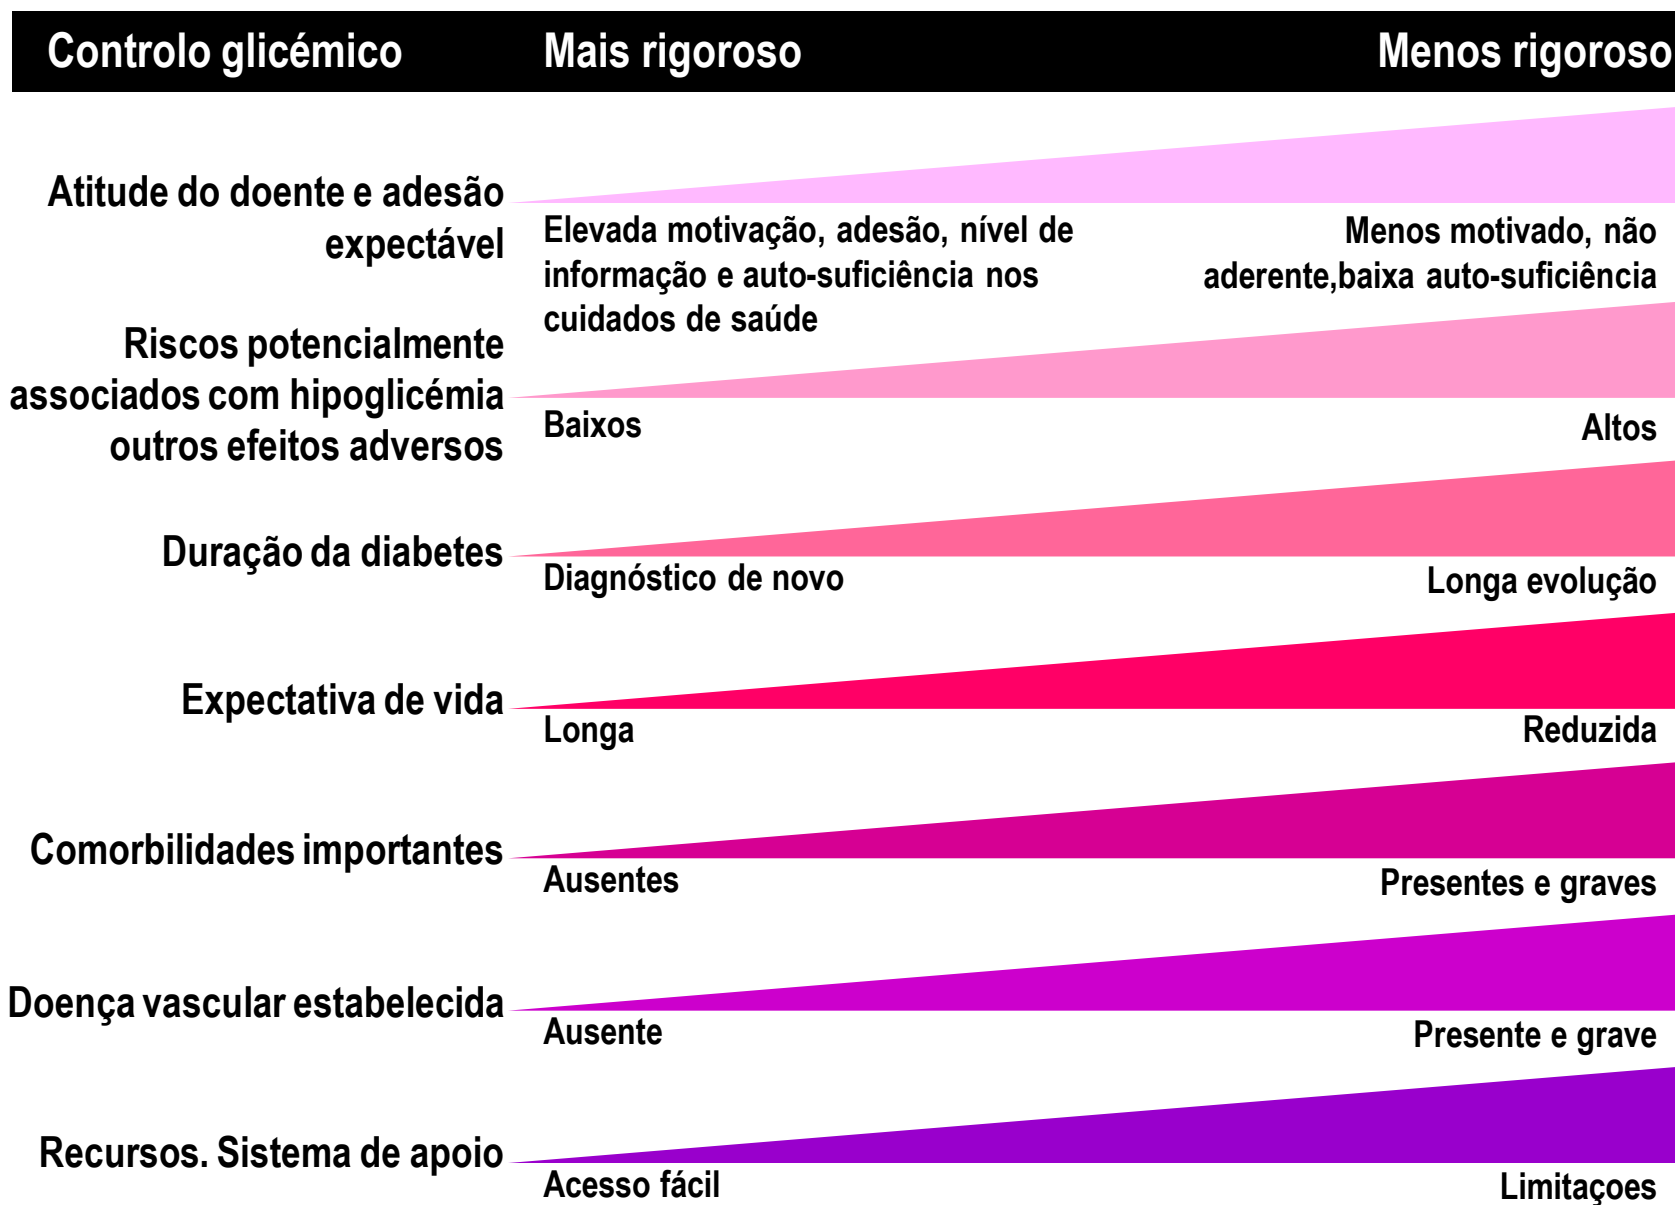 Controlo glicémico Mais rigoroso Menos rigoroso
Atitude do doente e adesão
expectável
Elevada motivação, adesão, nível de
informação e auto-suficiência nos
cuidados de saúde
Menos motivado, não
aderente,baixa auto-suficiência
Riscos potencialmente
associados com hipoglicémia
outros efeitos adversos
Baixos
Altos
Duração da diabetes
Diagnóstico de novo
Longa evolução
Expectativa de vida
Longa
Reduzida
Comorbilidades importantes
Ausentes
Presentes e graves
Doença vascular estabelecida
Ausente
Presente e grave
Recursos. Sistema de apoio
Acesso fácil
Limitaçoes